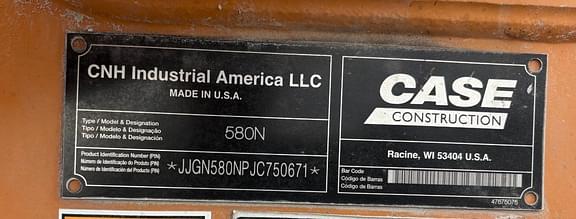 CNH Industrial America LLC
MADE IN U.S.A.
Type / Model & Designation
Tipo / Modelo & Designação
Tipo / Modelo & Designación
580N
Product Identification Number (PIN)
Número de Identificação do Produto (PIN)
Número de Identificación del Producto (PIN)
*JJGN580NPJC750671*
CASE
CONSTRUCTION
Racine, WI 53404 U.S.A.
Bar Code
Código de Barras
Código de Barras
47875076